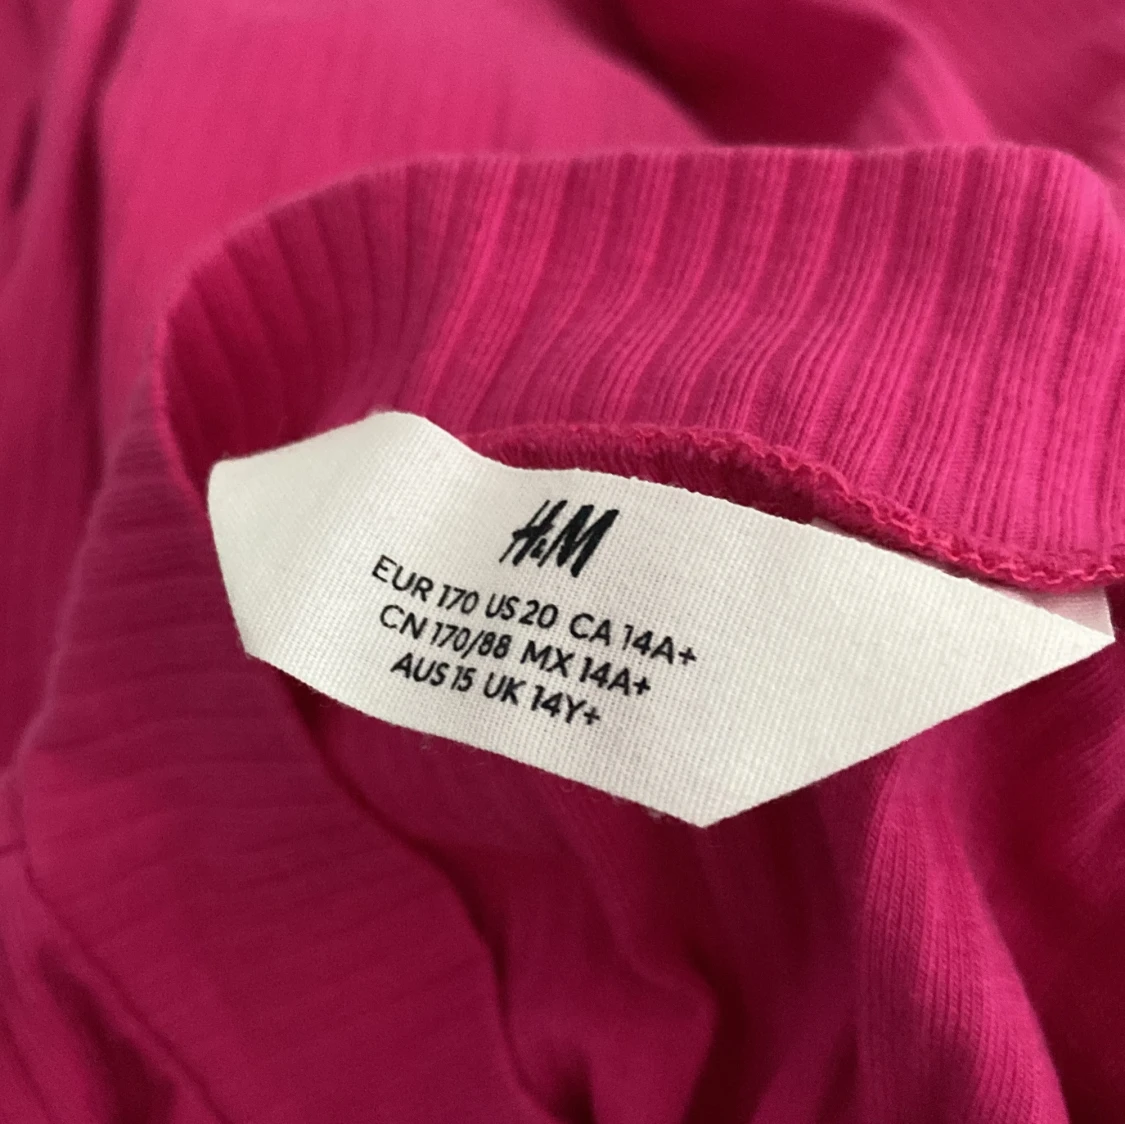 H&M
EUR 170 US 20 CA 14A+
CN 170/88 MX 14A+
AUS 15 UK 14Y+